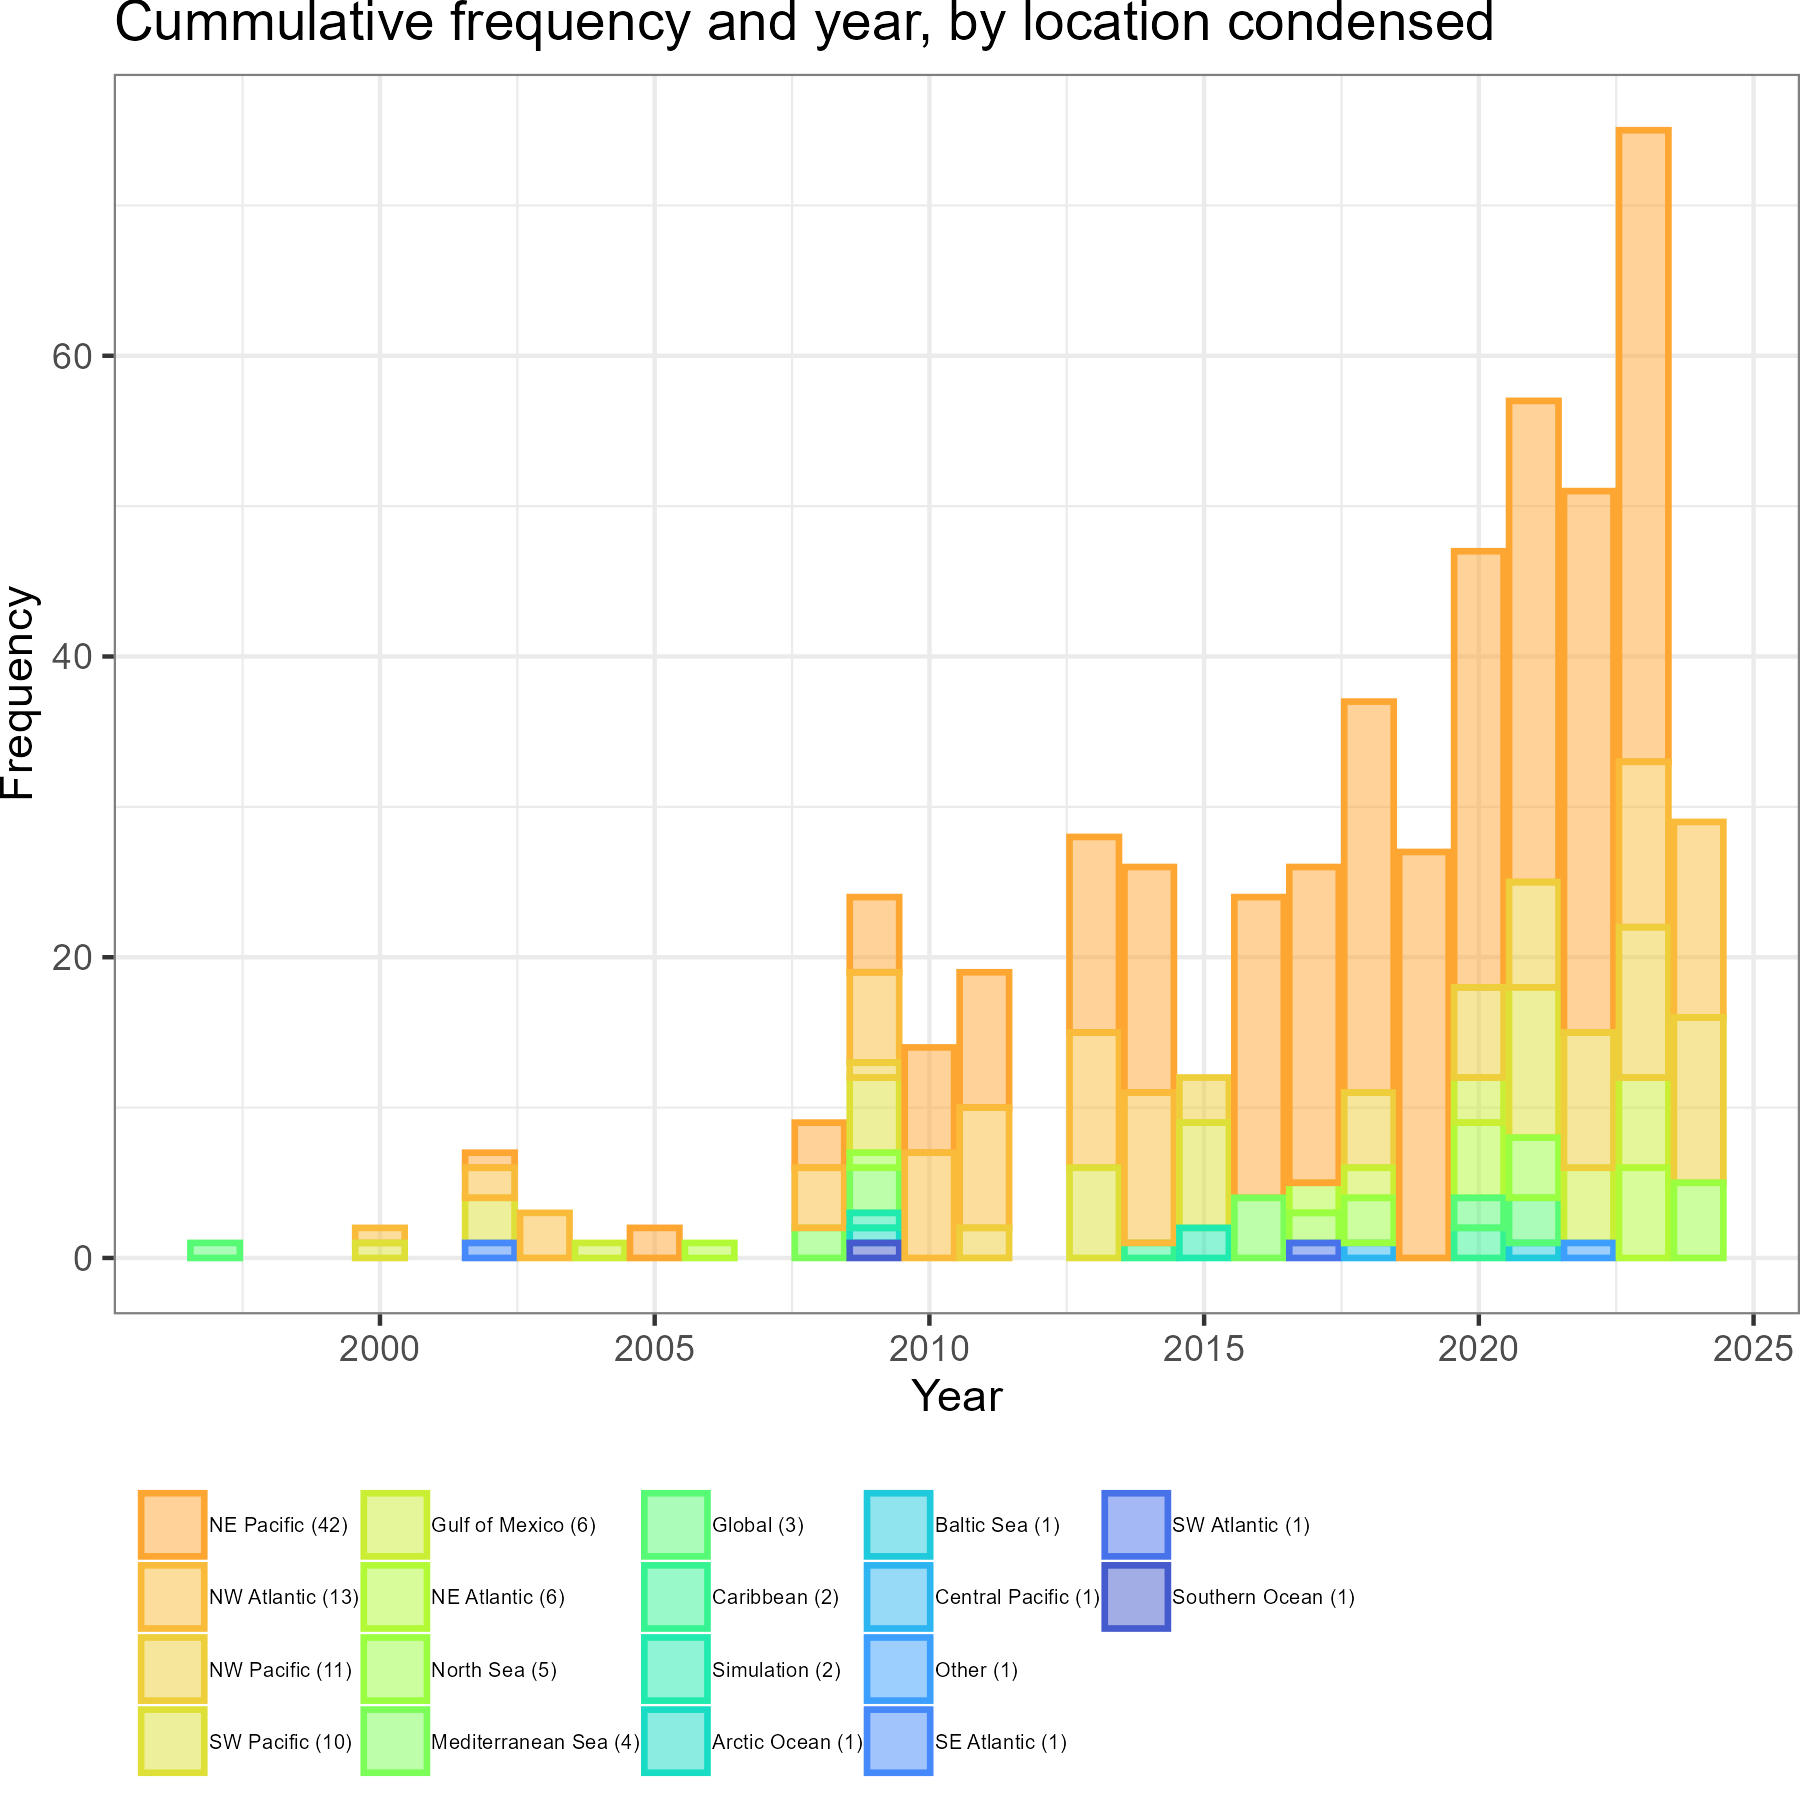 Cummulative frequency and year, by location condensed
Frequency
60
40
20
0
2000 2005 2010 2015 2020 2025
Year
NE Pacific (42) Gulf of Mexico (6) Global (3) Baltic Sea (1) SW Atlantic (1)
NW Atlantic (13) NE Atlantic (6) Caribbean (2) Central Pacific (1) Southern Ocean (1)
NW Pacific (11) North Sea (5) Simulation (2) Other (1)
SW Pacific (10) Mediterranean Sea (4) Arctic Ocean (1) SE Atlantic (1)